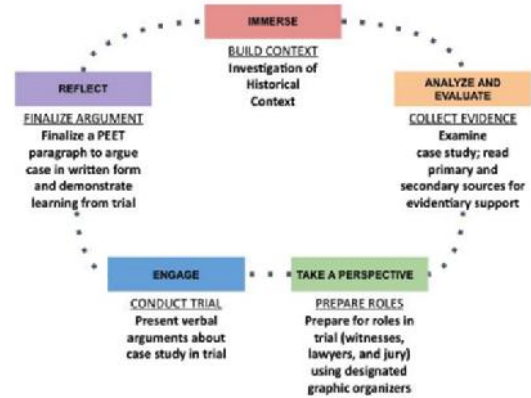 IMMERSE
BUILD CONTEXT
Investigation of
Historical
Context
ANALYZE AND
EVALUATE
COLLECT EVIDENCE
Examine
case study; read
primary and
secondary sources for
evidentiary support
TAKE A PERSPECTIVE
PREPARE ROLES
Prepare for roles in
trial (witnesses,
lawyers, and jury)
using designated
graphic organizers
ENGAGE
CONDUCT TRIAL
Present verbal
arguments about
case study in trial
REFLECT
FINALIZE ARGUMENT
Finalize a PEET
paragraph to argue
case in written form
and demonstrate
learning from trial